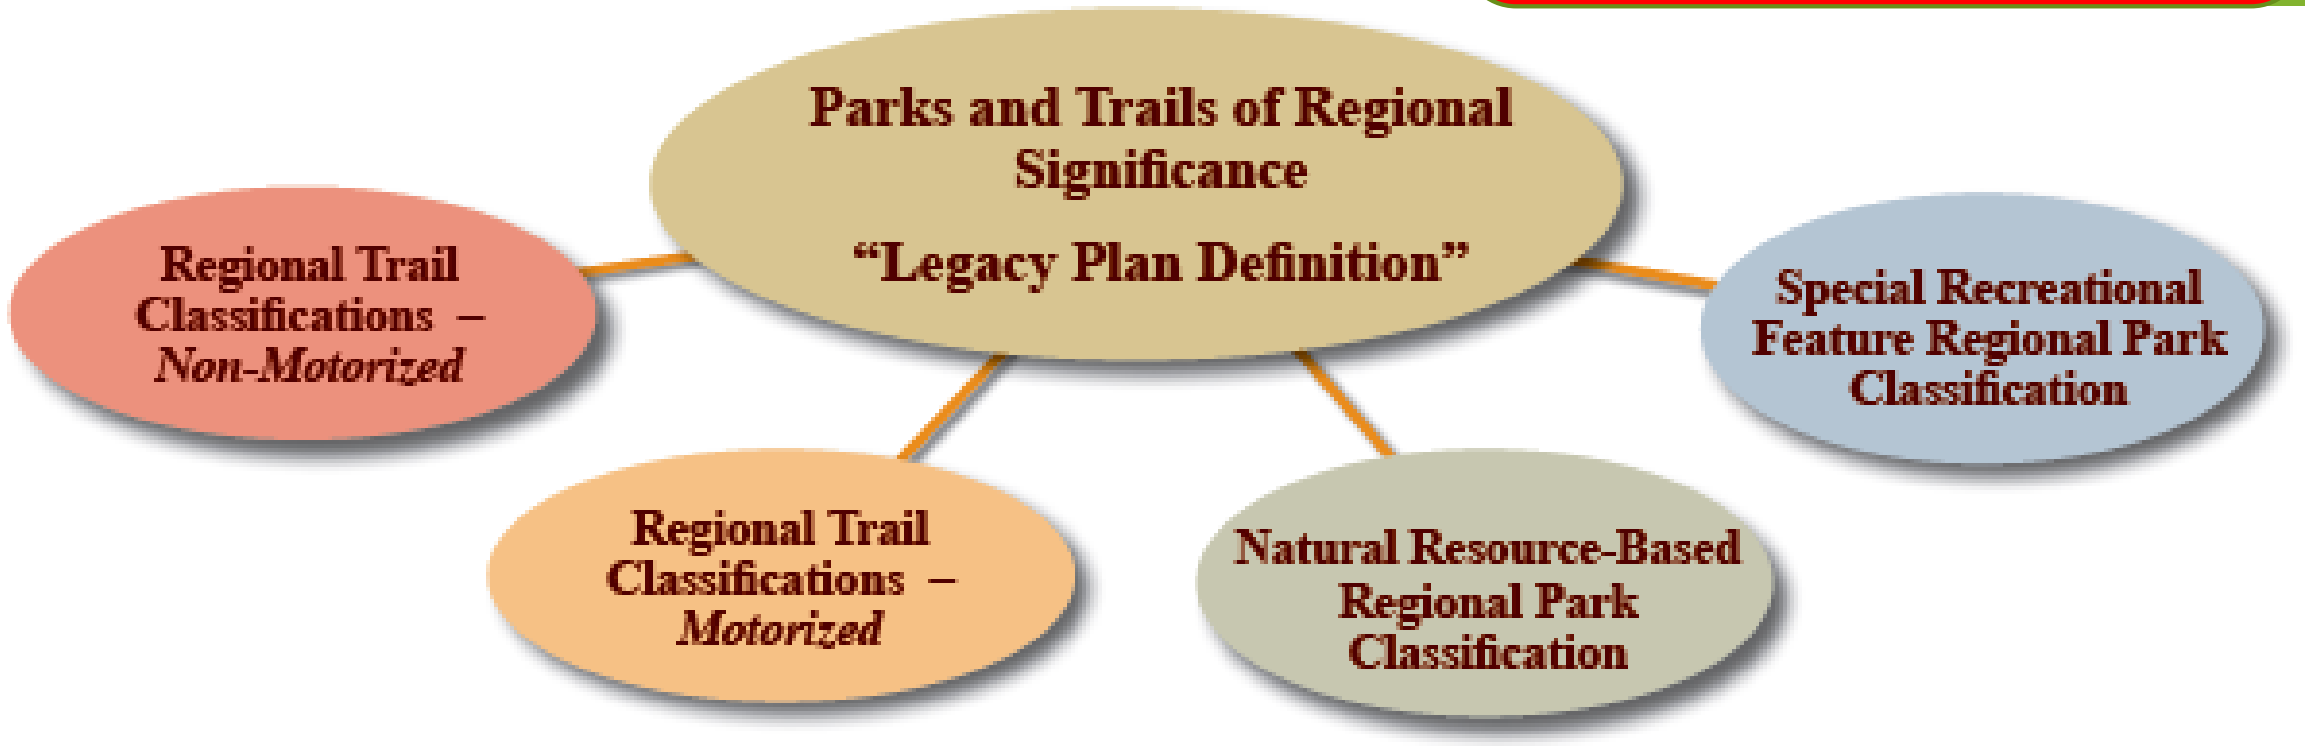 Parks and Trails of Regional
Significance
“Legacy Plan Definition”
Regional Trail
Classifications –
Non-Motorized
Regional Trail
Classifications –
Motorized
Natural Resource-Based
Regional Park
Classification
Special Recreational
Feature Regional Park
Classification